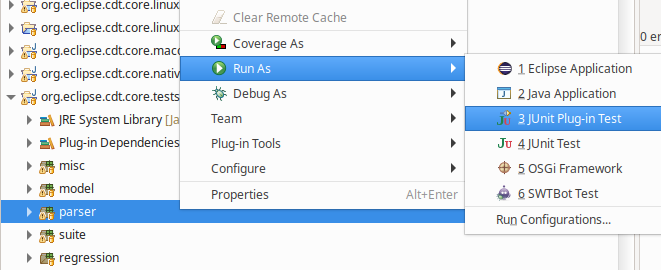 org.eclipse.cdt.core.linux
org.eclipse.cdt.core.linux
org.eclipse.cdt.core.maco
org.eclipse.cdt.core.nativ
org.eclipse.cdt.core.tests
JRE System Library [Ja
Plug-in Dependencies
misc
model
parser
suite
regression
Clear Remote Cache
Coverage As
Run As
Debug As
Team
Plug-in Tools
Configure
Properties Alt+Enter
0 er
1 Eclipse Application
2 Java Application
3 JUnit Plug-in Test
4 JUnit Test
5 OSGi Framework
6 SWTBot Test
Run Configurations...